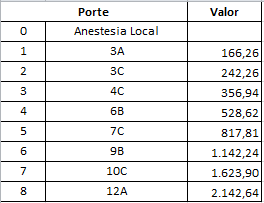 Porte Valor
0 Anestesia Local
1 3A 166,26
2 3C 242,26
3 4C 356,94
4 6B 528,62
5 7C 817,81
6 9B 1.142,24
7 10C 1.623,90
8 12A 2.142,64